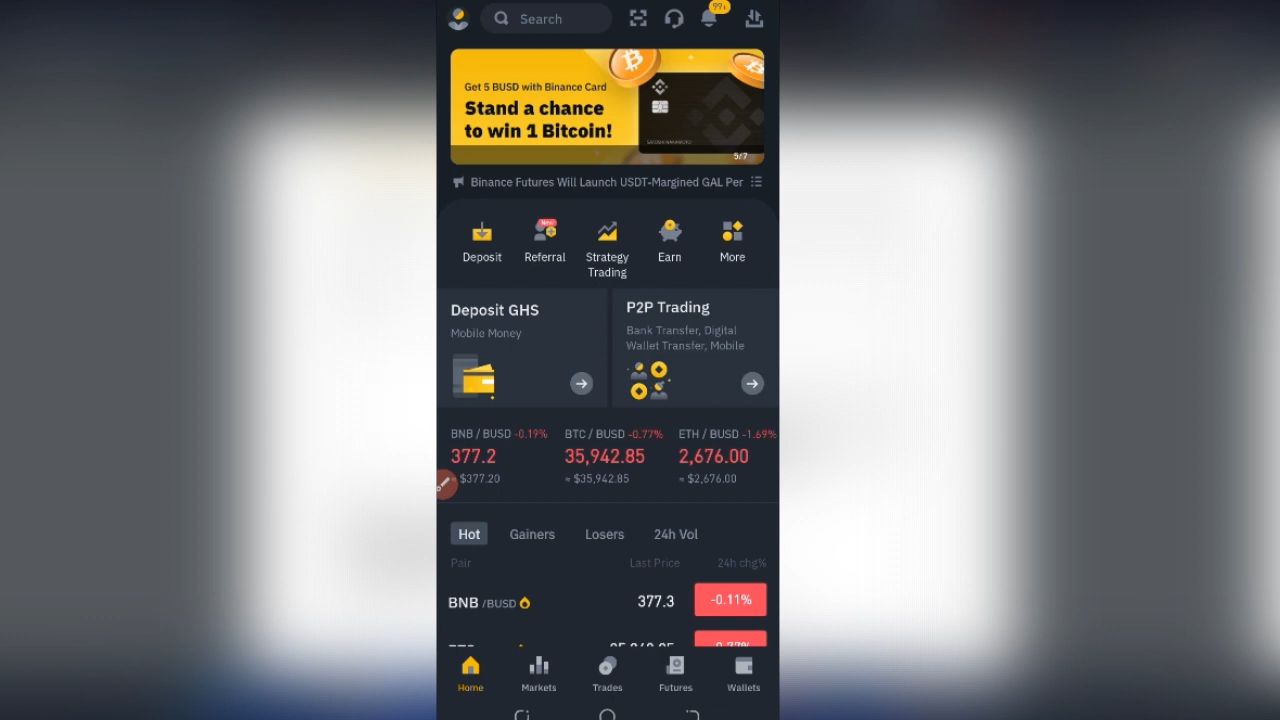 Search
99+
Get 5 BUSD with Binance Card
Stand a chance
to win 1 Bitcoin!
5/7
Binance Futures Will Launch USDT-Margined GAL Per
New
Deposit
Referral
Strategy
Trading
Earn
More
Deposit GHS
Mobile Money
P2P Trading
Bank Transfer, Digital
Wallet Transfer, Mobile
BNB / BUSD -0.19%
377.2
$377.20
BTC / BUSD -0.77%
35,942.85
≈ $35,942.85
ETH / BUSD -1.69%
2,676.00
≈ $2,676.00
Hot Gainers Losers 24h Vol
Pair Last Price 24h chg%
BNB /BUSD 377.3 -0.11%
Home Markets Trades Futures Wallets